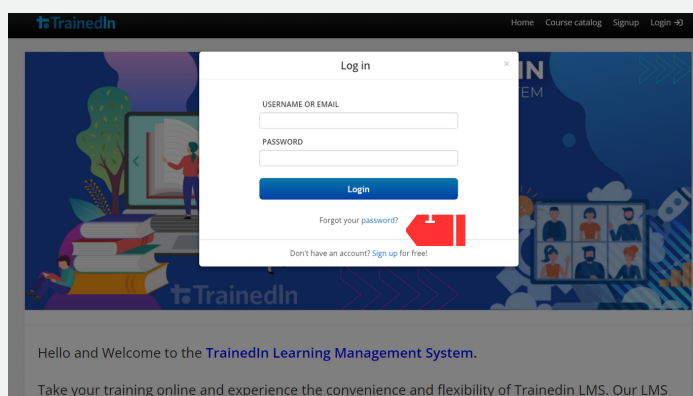 TrainedIn
Home Course catalog Signup Login
Log in ×
IN
TEM
USERNAME OR EMAIL
PASSWORD
Login
Forgot your password?
1
Don't have an account? Sign up for free!
TrainedIn
Hello and Welcome to the TrainedIn Learning Management System.
Take your training online and experience the convenience and flexibility of Trainedin LMS. Our LMS